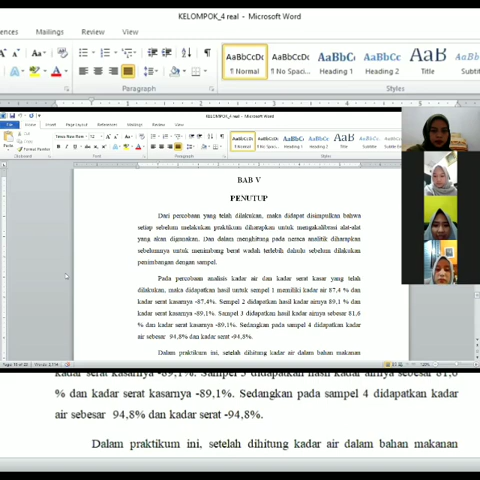 KELOMPOK_4 real - Microsoft Word
Mailings Review View
AaBbCcDc AaBbCcDc AaBbC AaBbCc AaB AaBbCc
¶ Normal ¶ No Spaci... Heading 1 Heading 2 Title
Paragraph Styles
BAB V
PENUTUP
Dari percobaan yang telah dilakukan, maka didapat disimpulkan bahwa
setiap sebelum melakukan praktikum diharapkan untuk mengkalibrasi alat-alat
yang akan digunakan. Dan dalam menghitung pada neraca analitik diharapkan
sebelumnya untuk menimbang berat wadah terlebih dahulu sebelum dilakukan
penimbangan dengan sampel.
Pada percobaan analisis kadar air dan kadar serat kasar yang telah
dilakukan, maka didapatkan hasil untuk sampel 1 memiliki kadar air 87,4 % dan
kadar serat kasarnya -87,4%. Sampel 2 didapatkan hasil kadar airnya 89,1 % dan
kadar serat kasarnya -89,1%. Sampel 3 didapatkan hasil kadar airnya sebesar 81,6
% dan kadar serat kasarnya -89,1%. Sedangkan pada sampel 4 didapatkan kadar
air sebesar 94,8% dan kadar serat -94,8%.
Dalam praktikum ini, setelah dihitung kadar air dalam bahan makanan
kadar serat kasarnya -89,1%. Sampel 3 didapatkan hasil kadar airnya sebesar 81,6
% dan kadar serat kasarnya -89,1%. Sedangkan pada sampel 4 didapatkan kadar
air sebesar 94,8% dan kadar serat -94,8%.
Dalam praktikum ini, setelah dihitung kadar air dalam bahan makanan